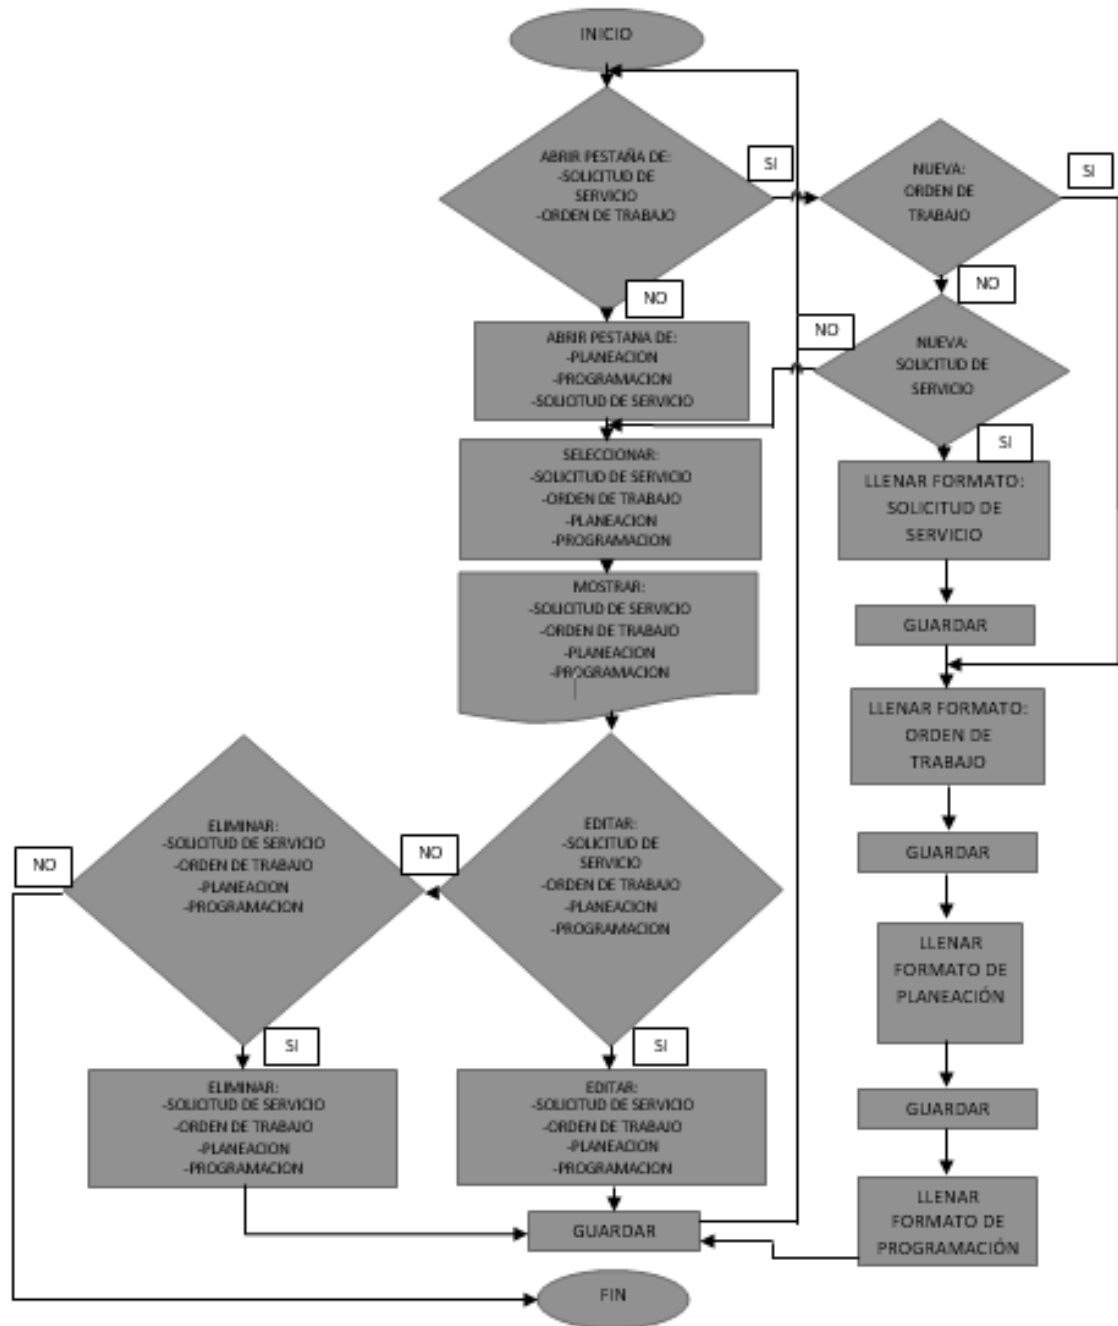 INICIO
ABRIR PESTAÑA DE:
-SOLICITUD DE
SERVICIO
-ORDEN DE TRABAJO
SI
NUEVA:
ORDEN DE
TRABAJO
SI
NO
NO
ABRIR PESTANA DE:
-PLANEACION
-PROGRAMACION
-SOLICITUD DE SERVICIO
NO
NUEVA:
SOLICITUD DE
SERVICIO
SI
SELECCIONAR:
-SOLICITUD DE SERVICIO
-ORDEN DE TRABAJO
-PLANEACION
-PROGRAMACION
LLENAR FORMATO:
SOLICITUD DE
SERVICIO
MOSTRAR:
-SOLICITUD DE SERVICIO
-ORDEN DE TRABAJO
-PLANEACION
-PROGRAMACION
GUARDAR
LLENAR FORMATO:
ORDEN DE
TRABAJO
ELIMINAR:
-SOLICITUD DE SERVICIO
-ORDEN DE TRABAJO
-PLANEACION
-PROGRAMACION
NO
NO
EDITAR:
-SOLICITUD DE
SERVICIO
-ORDEN DE TRABAJO
-PLANEACION
-PROGRAMACION
GUARDAR
LLENAR
FORMATO DE
PLANEACIÓN
SI
SI
ELIMINAR:
-SOLICITUD DE SERVICIO
-ORDEN DE TRABAJO
-PLANEACION
-PROGRAMACION
EDITAR:
-SOLICITUD DE SERVICIO
-ORDEN DE TRABAJO
-PLANEACION
-PROGRAMACION
GUARDAR
LLENAR
FORMATO DE
PROGRAMACIÓN
GUARDAR
FIN